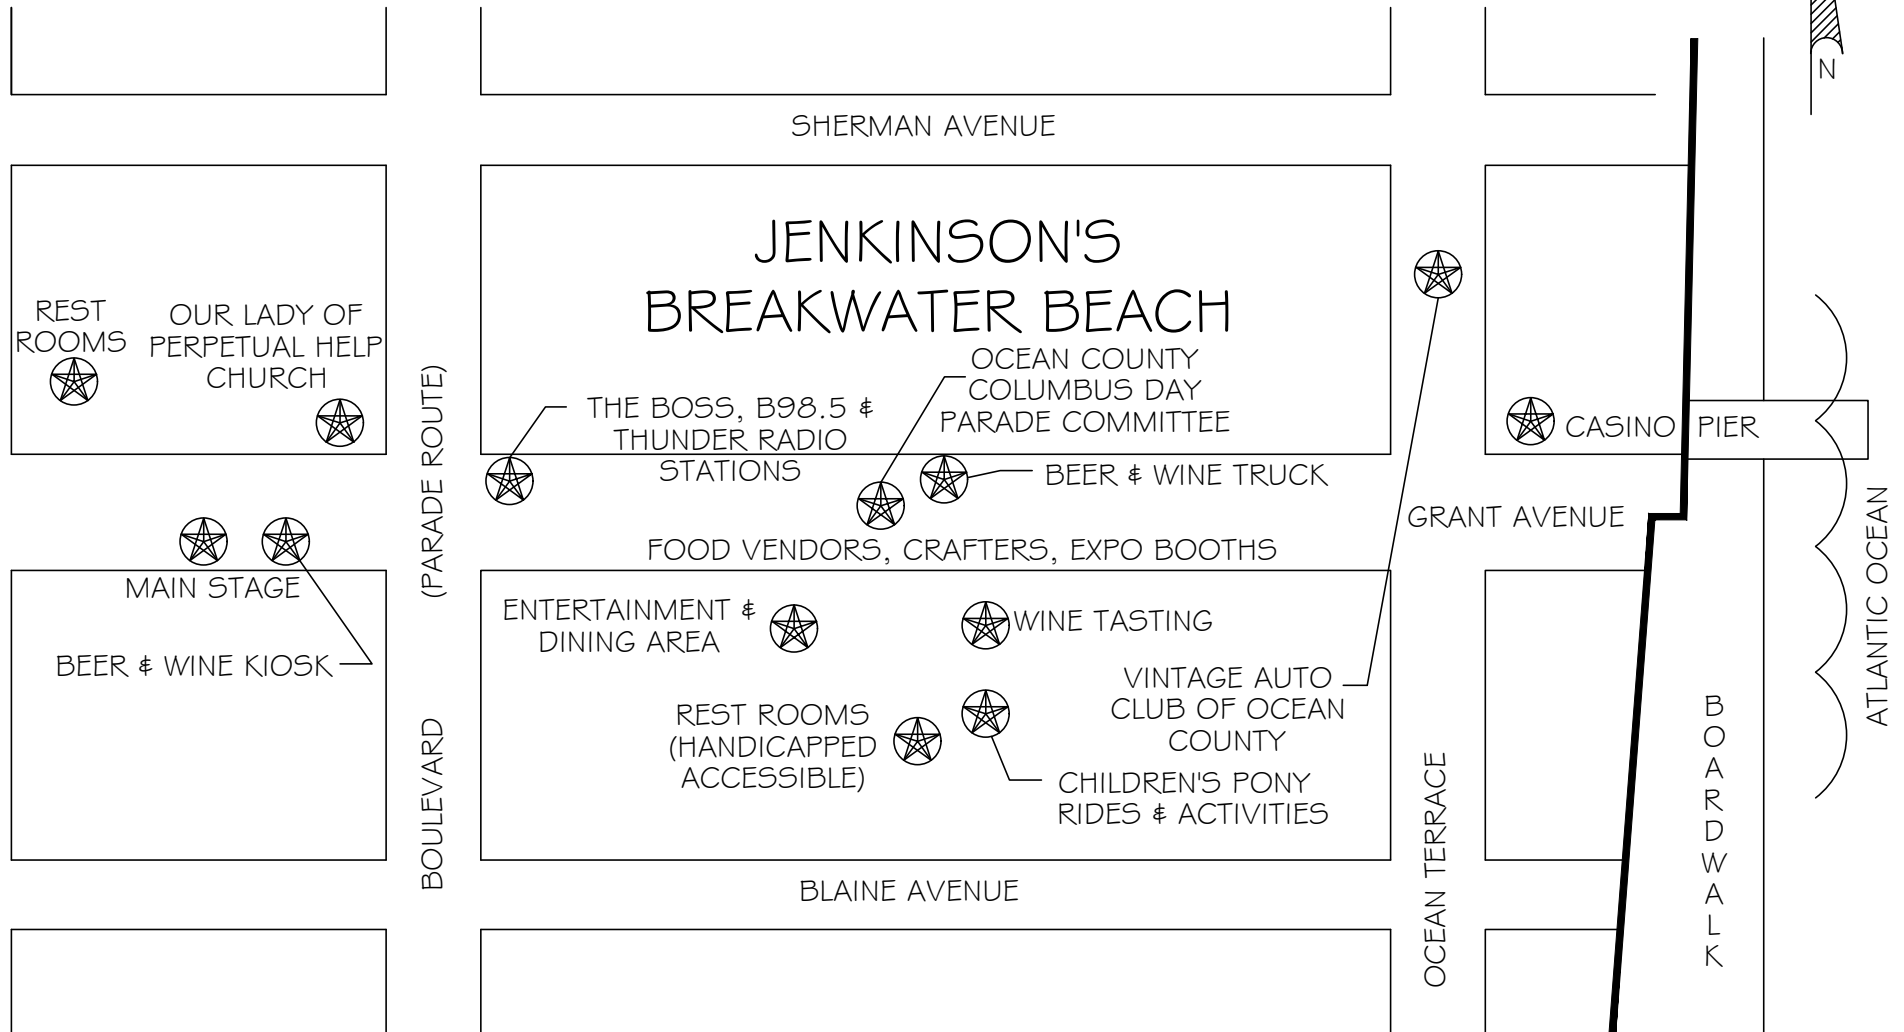 N
SHERMAN AVENUE
JENKINSON'S
BREAKWATER BEACH
REST
ROOMS
OUR LADY OF
PERPETUAL HELP
CHURCH
(PARADE ROUTE)
BOULEVARD
THE BOSS, B98.5 &
THUNDER RADIO
STATIONS
OCEAN COUNTY
COLUMBUS DAY
PARADE COMMITTEE
BEER & WINE TRUCK
CASINO PIER
GRANT AVENUE
FOOD VENDORS, CRAFTERS, EXPO BOOTHS
MAIN STAGE
BEER & WINE KIOSK
ENTERTAINMENT &
DINING AREA
WINE TASTING
VINTAGE AUTO
CLUB OF OCEAN
COUNTY
REST ROOMS
(HANDICAPPED
ACCESSIBLE)
CHILDREN'S PONY
RIDES & ACTIVITIES
BLAINE AVENUE
OCEAN TERRACE
BOARDWALK
ATLANTIC OCEAN